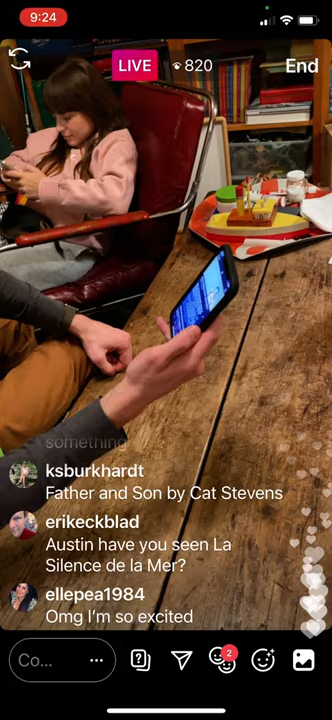 9:24
LIVE
820
End
something
ksburkhardt
Father and Son by Cat Stevens
erikeckblad
Austin have you seen La
Silence de la Mer?
ellepea1984
Omg I'm so excited
Co...
2